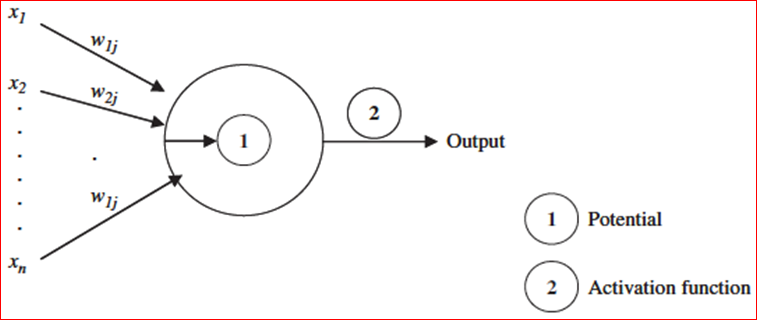 x1
w1j
x2
w2j
1
2
Output
w1j
xn
1 Potential
2 Activation function